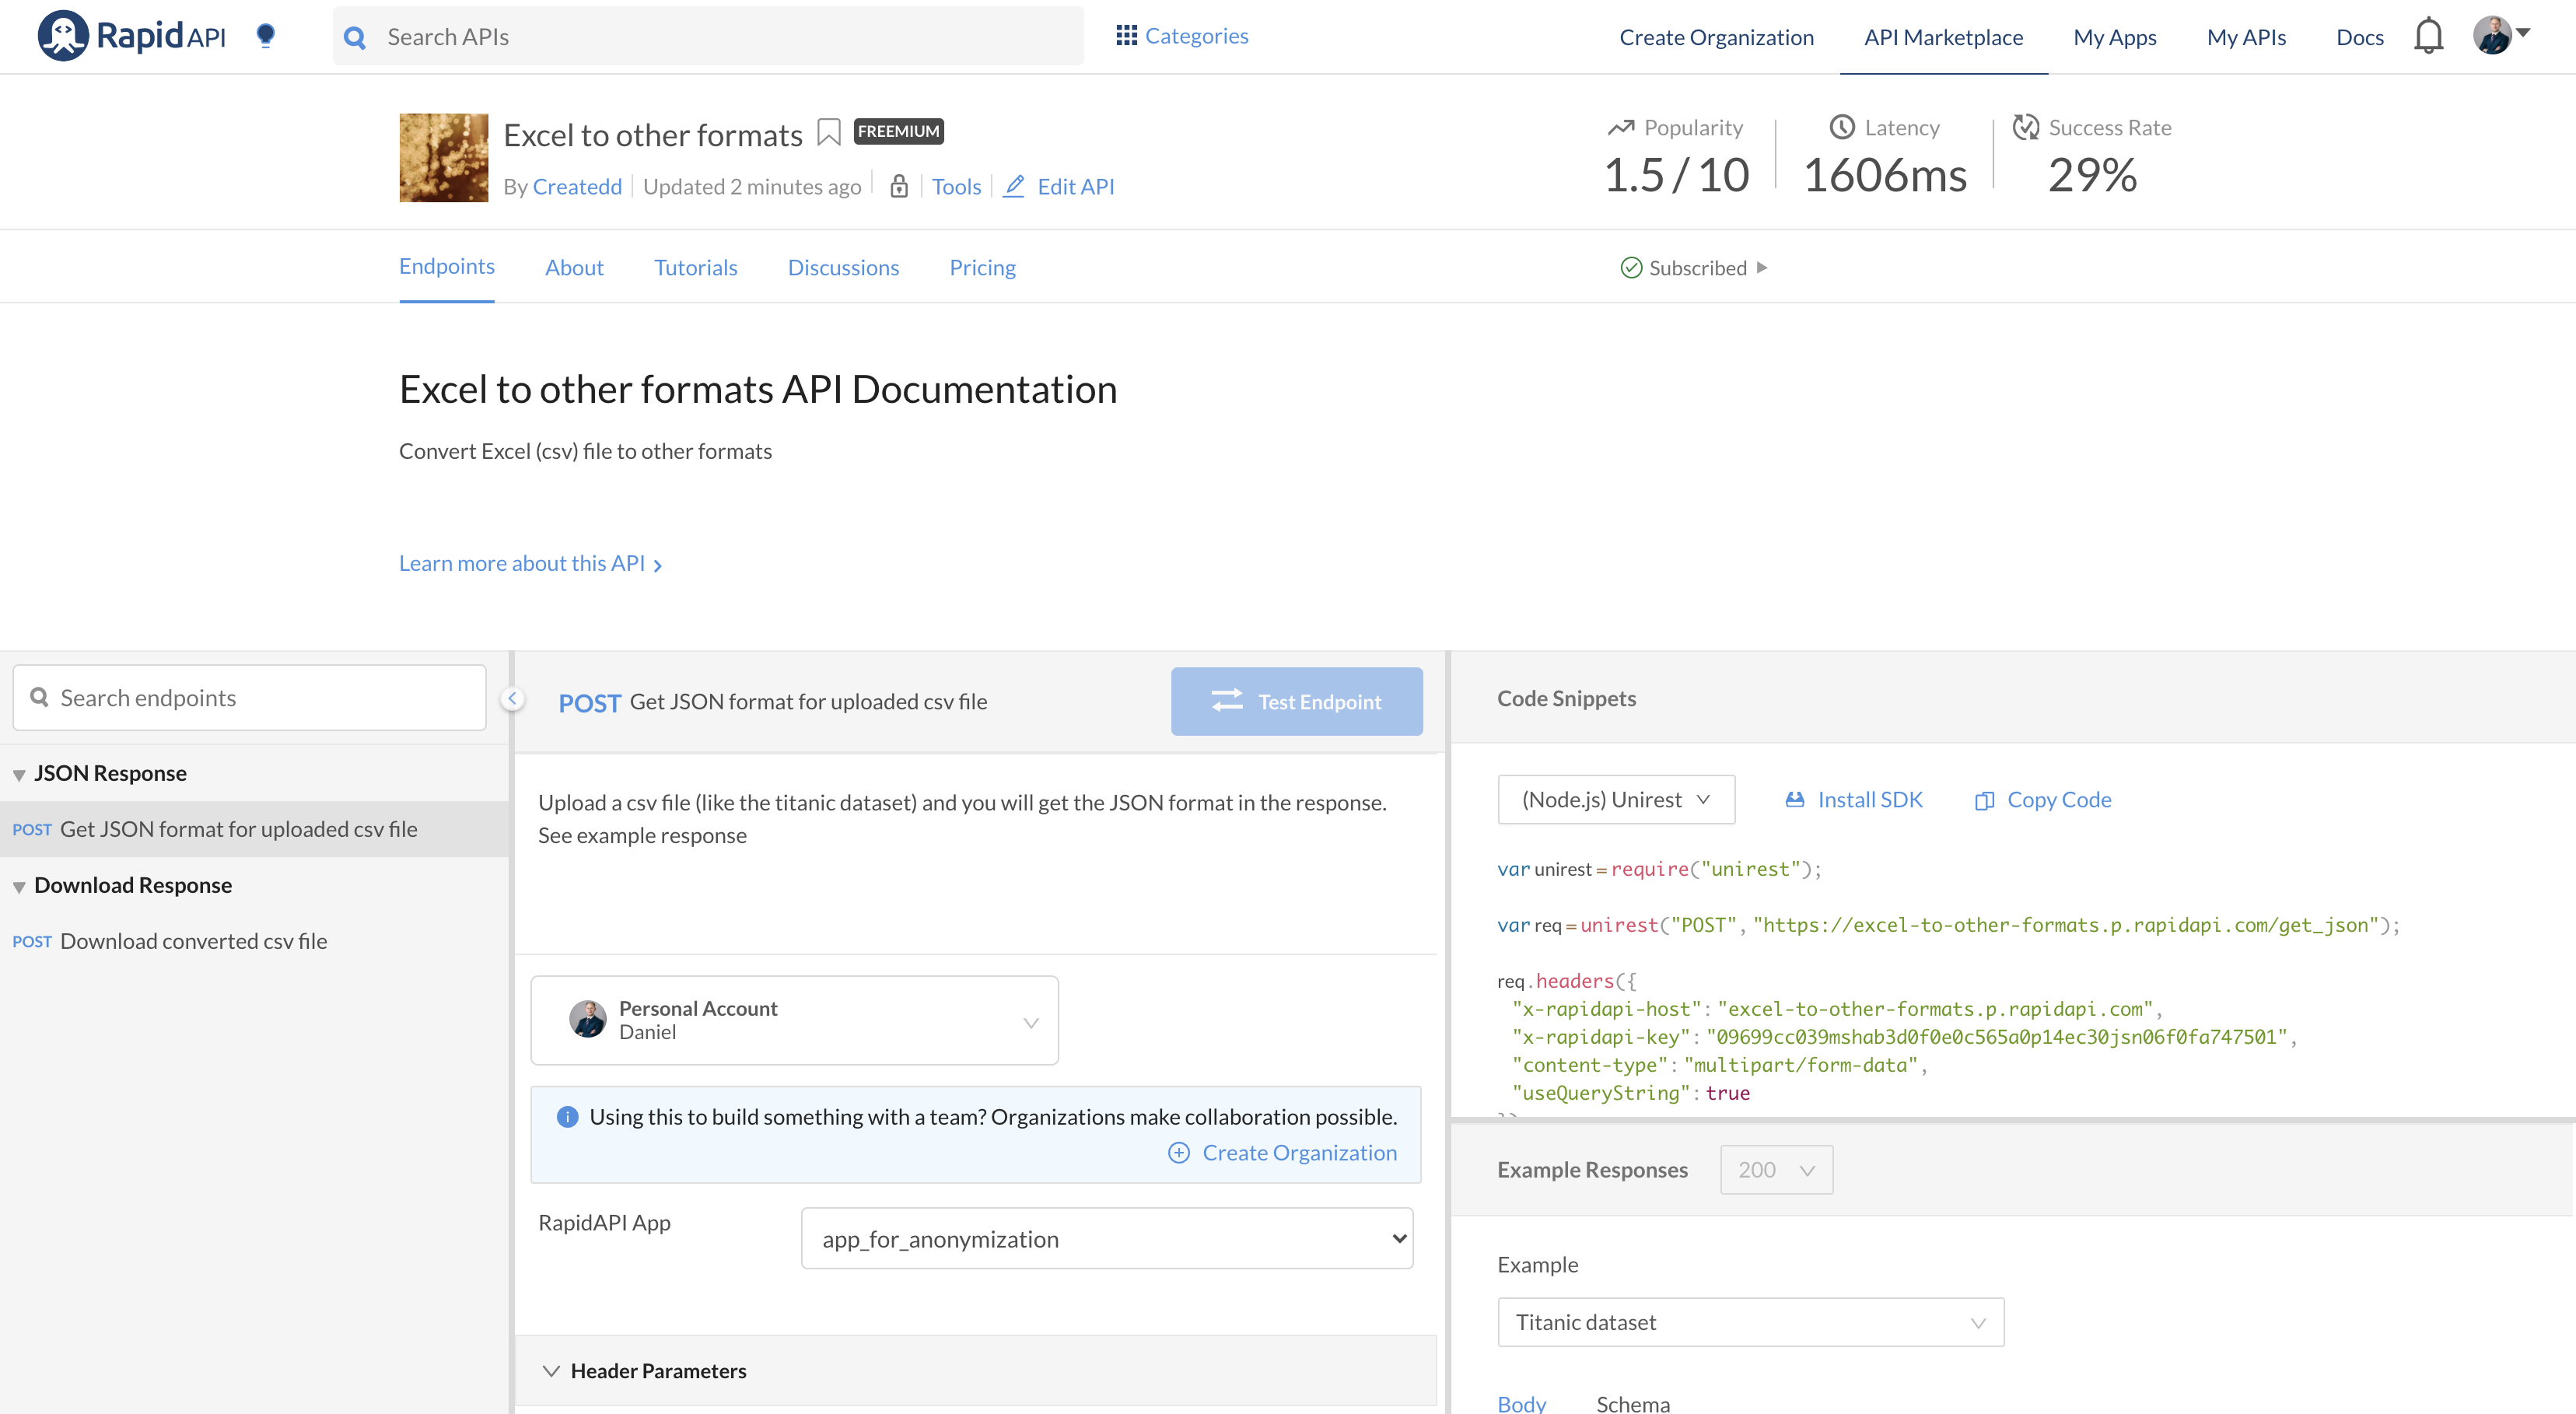 RapidAPI
Search APIs
Categories
Create Organization
API Marketplace
My Apps
My APIs
Docs
Excel to other formats
FREEMIUM
By Createdd
Updated 2 minutes ago
Tools
Edit API
Popularity
1.5 / 10
Latency
1606ms
Success Rate
29%
Endpoints
About
Tutorials
Discussions
Pricing
Subscribed
Excel to other formats API Documentation
Convert Excel (csv) file to other formats
Learn more about this API
Search endpoints
JSON Response
POST Get JSON format for uploaded csv file
Download Response
POST Download converted csv file
POST Get JSON format for uploaded csv file
Test Endpoint
Upload a csv file (like the titanic dataset) and you will get the JSON format in the response.
See example response
Personal Account
Daniel
Using this to build something with a team? Organizations make collaboration possible.
Create Organization
RapidAPI App
app_for_anonymization
Header Parameters
Code Snippets
(Node.js) Unirest
Install SDK
Copy Code
var unirest = require("unirest");
var req = unirest("POST", "https://excel-to-other-formats.p.rapidapi.com/get_json");
req.headers({
"x-rapidapi-host": "excel-to-other-formats.p.rapidapi.com",
"x-rapidapi-key": "09699cc039mshab3d0f0e0c565a0p14ec30jsn06f0fa747501",
"content-type": "multipart/form-data",
"useQueryString": true
Example Responses
200
Example
Titanic dataset
Body
Schema